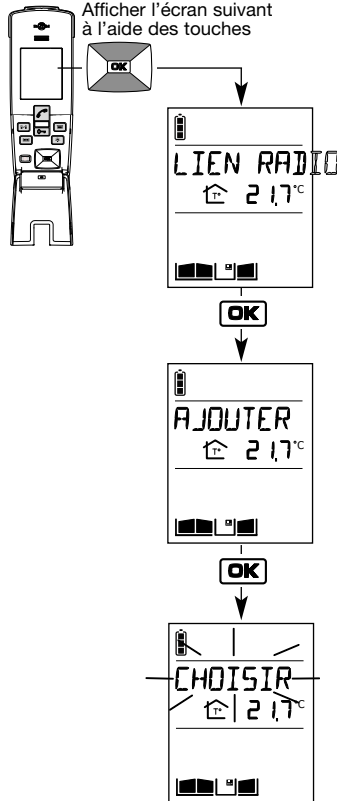 Afficher l'écran suivant
à l'aide des touches
OK
LIEN RADIO
T° 21,7°C
OK
AJOUTER
T° 21,7°C
OK
CHOISIR
T° 21,7°C